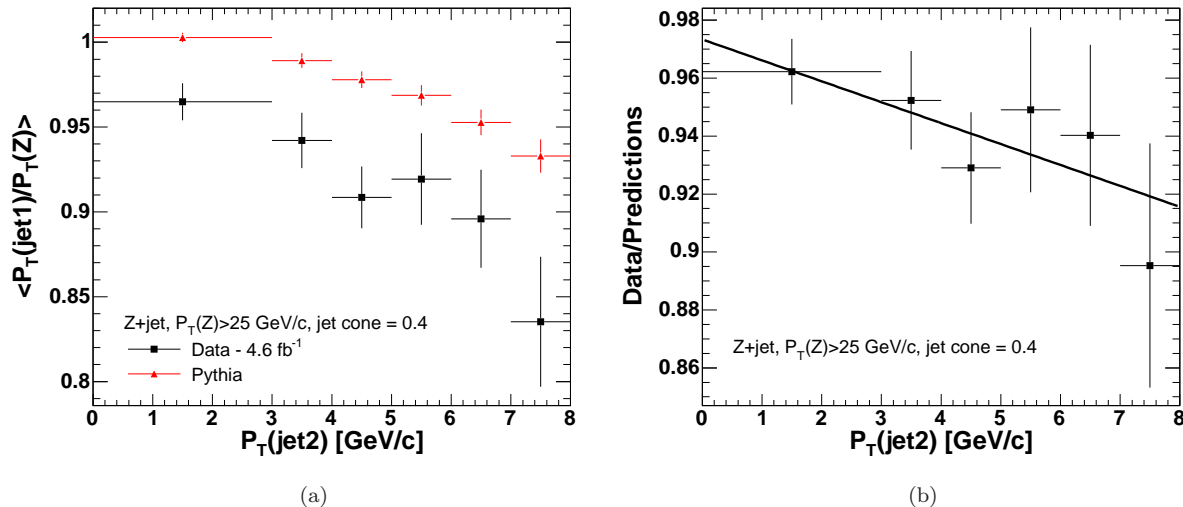 <P_T(jet1)/P_T(Z)>
1
0.95
0.9
0.85
0.8
Z+jet, P_T(Z)>25 GeV/c, jet cone = 0.4
Data - 4.6 fb^-1
Pythia
0 1 2 3 4 5 6 7 8
P_T(jet2) [GeV/c]
(a)
Data/Predictions
0.98
0.96
0.94
0.92
0.9
0.88
0.86
Z+jet, P_T(Z)>25 GeV/c, jet cone = 0.4
0 1 2 3 4 5 6 7 8
P_T(jet2) [GeV/c]
(b)